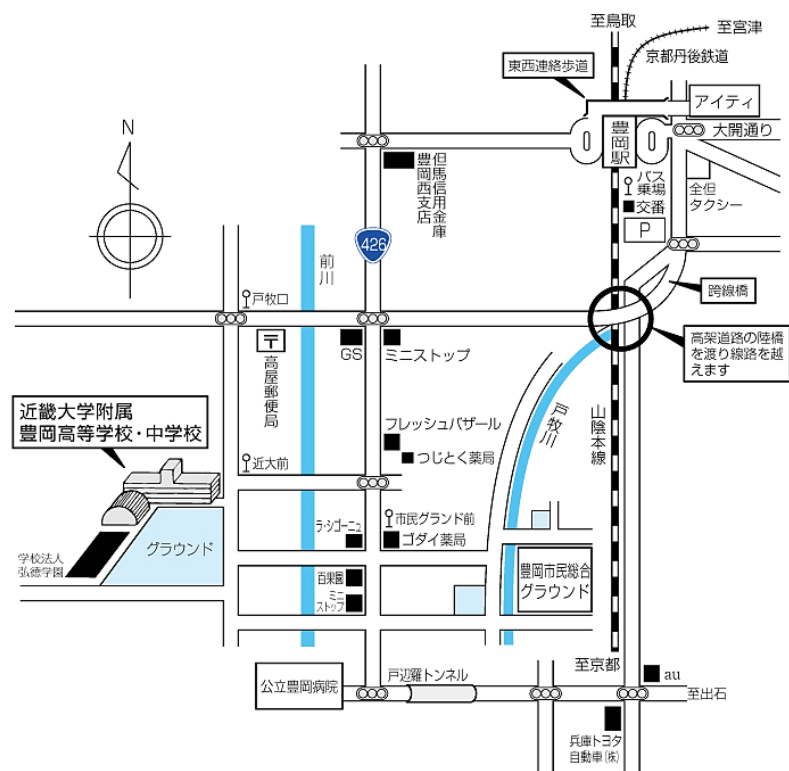 至鳥取
至宮津
京都丹後鉄道
東西連絡歩道
アイティ
大開通り
豊岡駅
N
但馬信用金庫
豊岡西支店
バス
乗場
交番
P
全但
タクシー
426
前川
戸牧口
跨線橋
〒
高屋郵便局
GS
ミニストップ
高架道路の陸橋
を渡り線路を越
えます
近畿大学附属
豊岡高等学校・中学校
フレッシュバザール
つじとく薬局
戸牧川
山陰本線
近大前
市民グランド前
ラ・シゴーニュ
ゴダイ薬局
グラウンド
学校法人
弘徳学園
百果園
ミニ
ストップ
豊岡市民総合
グラウンド
至京都
au
公立豊岡病院
戸辺羅トンネル
至出石
兵庫トヨタ
自動車(株)